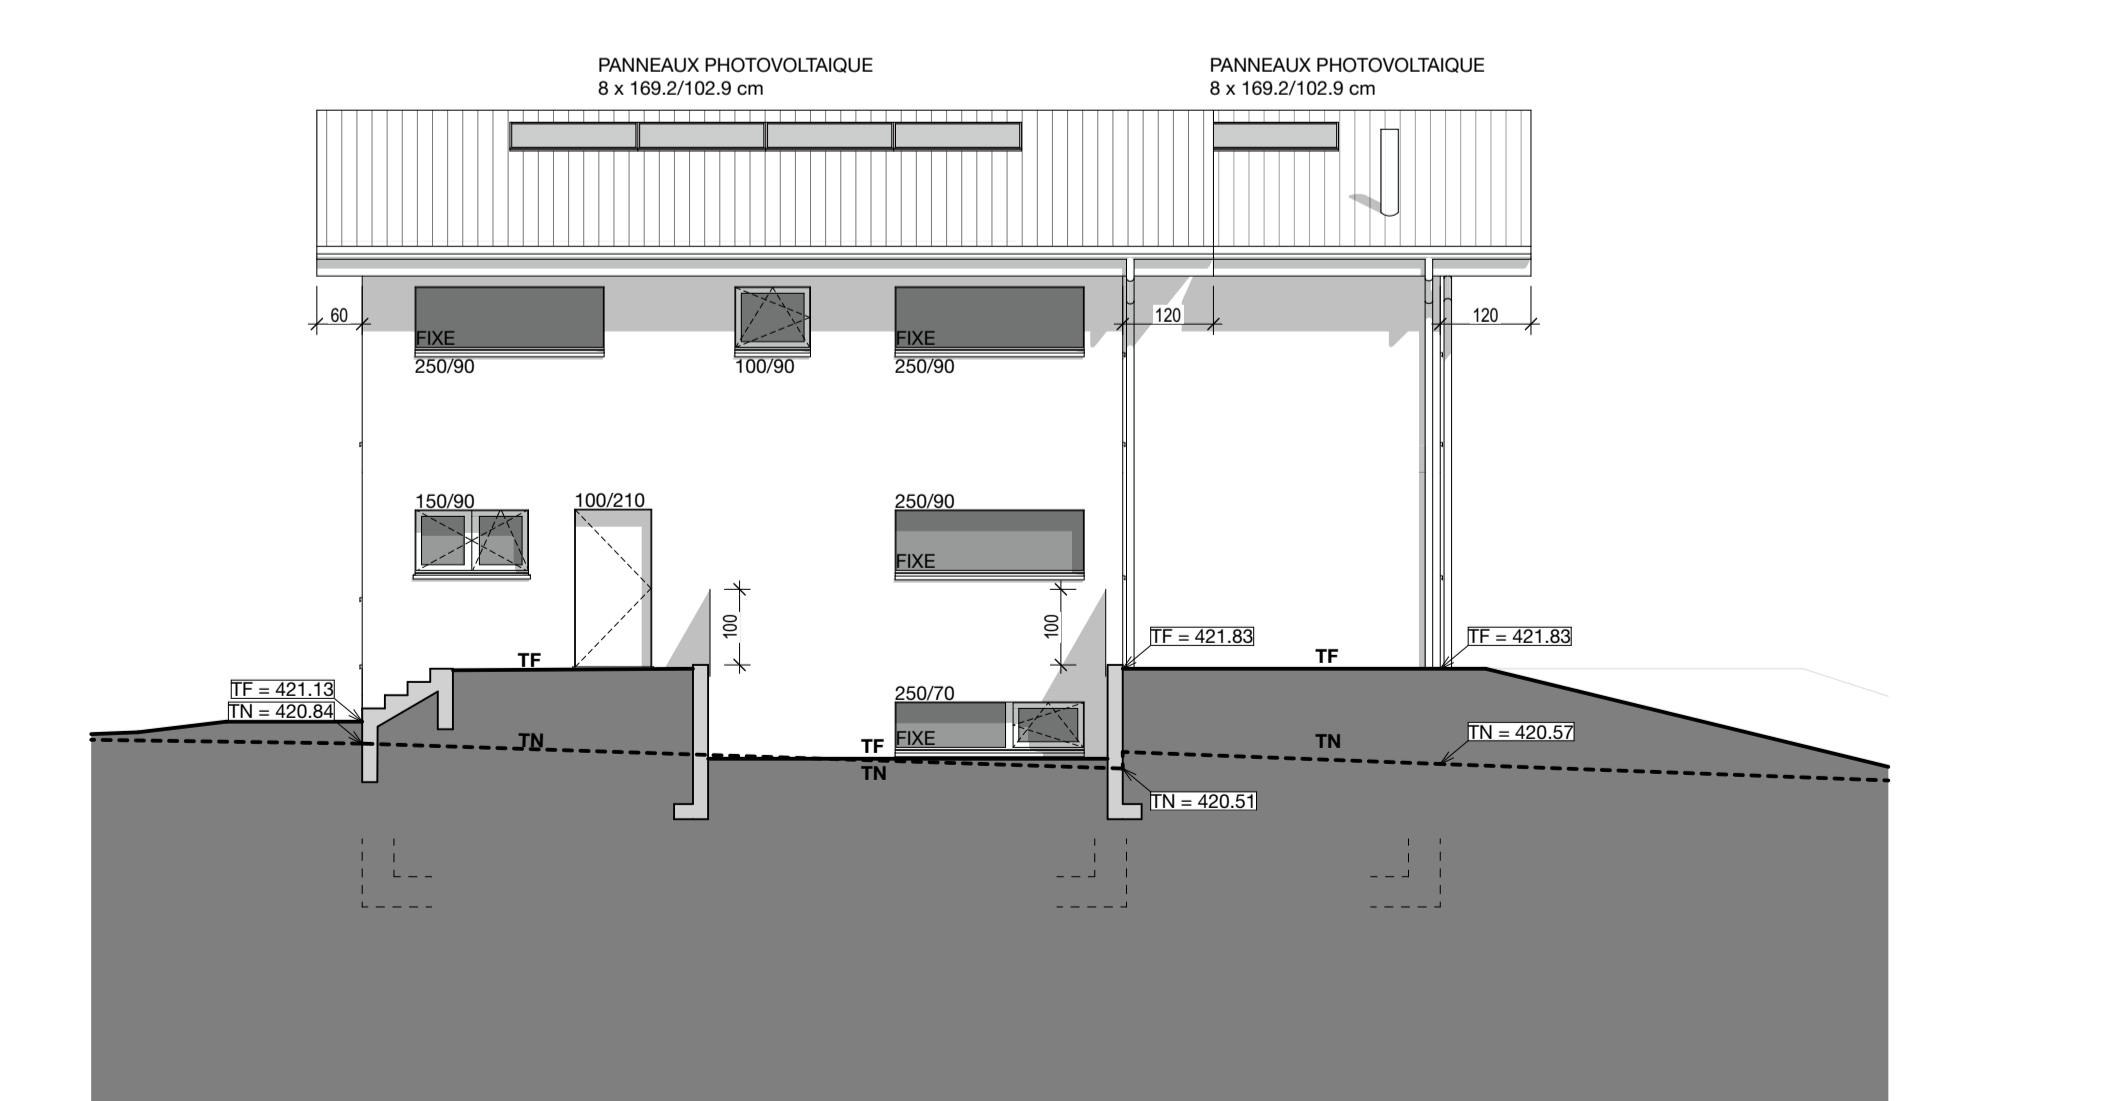 PANNEAUX PHOTOVOLTAIQUE
8 x 169.2/102.9 cm
PANNEAUX PHOTOVOLTAIQUE
8 x 169.2/102.9 cm
60
120
120
FIXE
250/90
100/90
FIXE
250/90
150/90
100/210
250/90
FIXE
100
100
TF = 421.83
TF = 421.83
TF
TF
TF = 421.13
TN = 420.84
250/70
FIXE
TN
TF
TN
TN
TN = 420.57
TN = 420.51